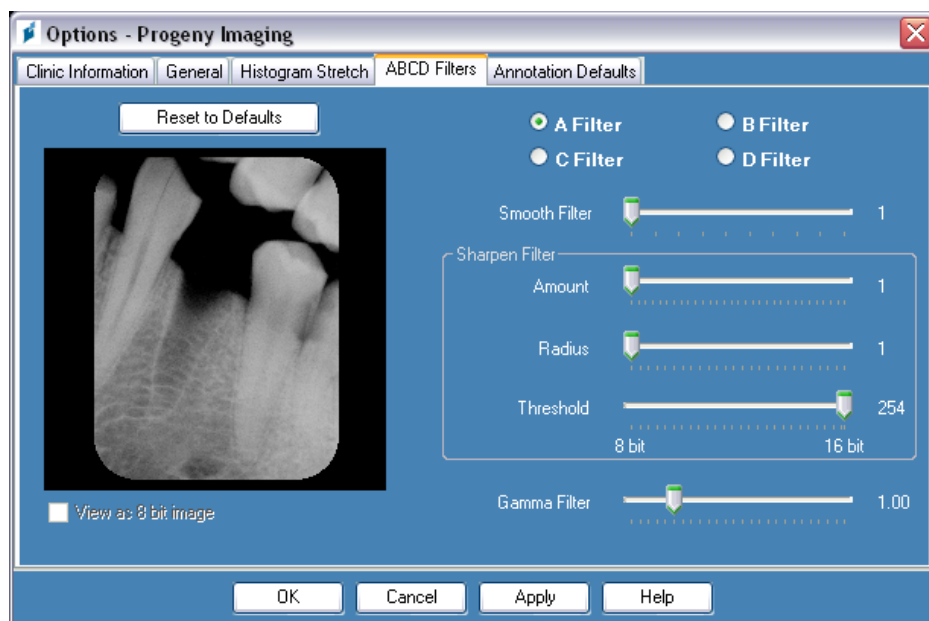 Options - Progeny Imaging
Clinic Information General Histogram Stretch ABCD Filters Annotation Defaults
Reset to Defaults
A Filter B Filter
C Filter D Filter
Smooth Filter 1
Sharpen Filter
Amount 1
Radius 1
Threshold 254
8 bit 16 bit
Gamma Filter 1.00
View as 8 bit image
OK Cancel Apply Help